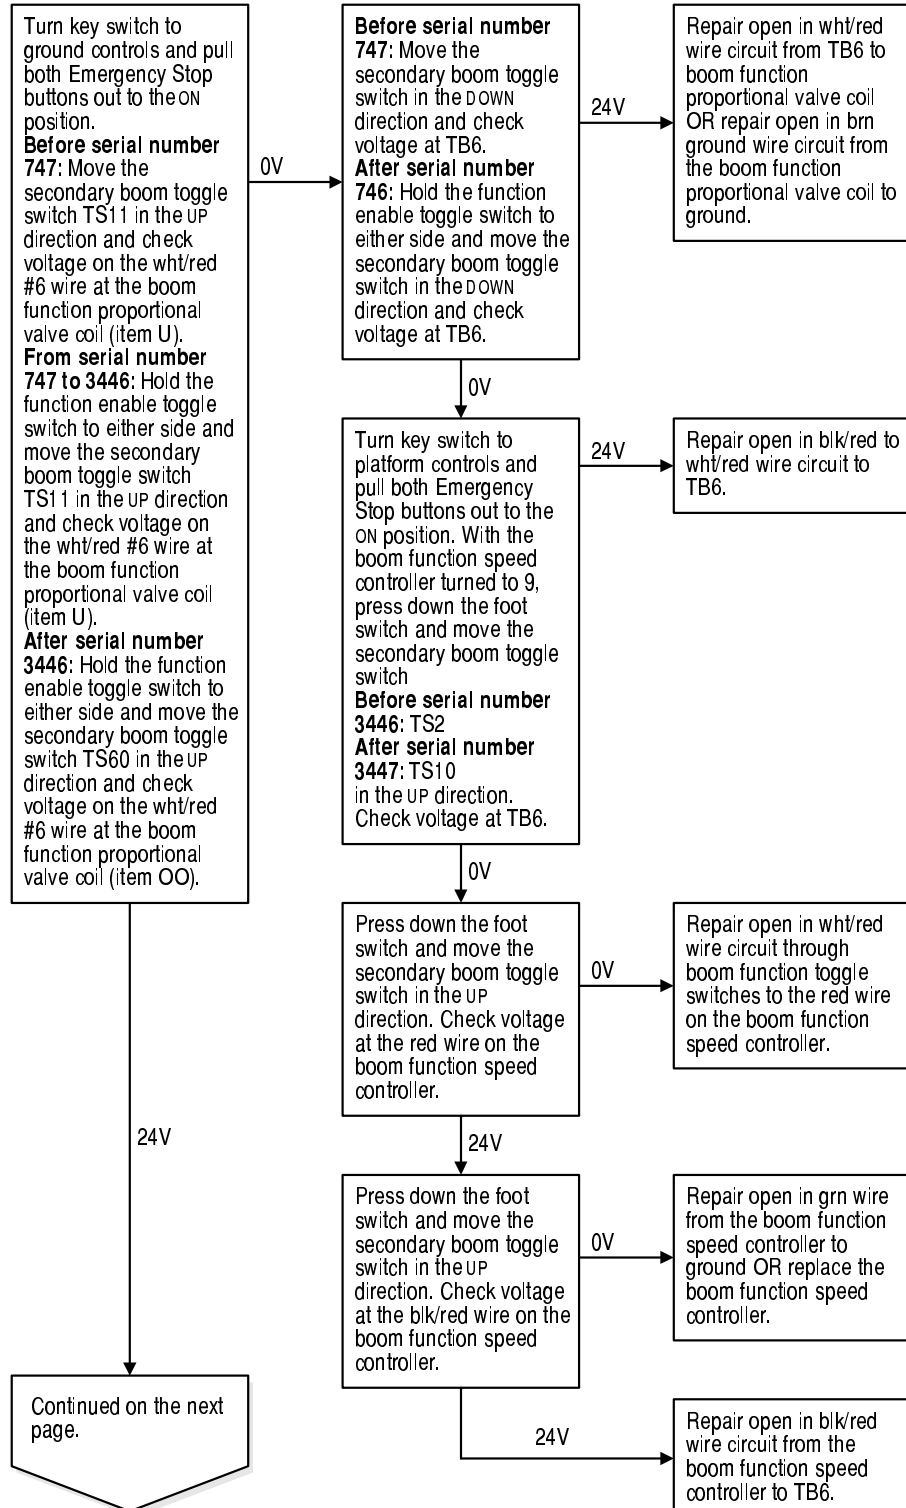 Turn key switch to
ground controls and pull
both Emergency Stop
buttons out to the ON
position.
Before serial number
747: Move the
secondary boom toggle
switch TS11 in the UP
direction and check
voltage on the wht/red
#6 wire at the boom
function proportional
valve coil (item U).
From serial number
747 to 3446: Hold the
function enable toggle
switch to either side and
move the secondary
boom toggle switch
TS11 in the UP direction
and check voltage on
the wht/red #6 wire at
the boom function
proportional valve coil
(item U).
After serial number
3446: Hold the function
enable toggle switch to
either side and move the
secondary boom toggle
switch TS60 in the UP
direction and check
voltage on the wht/red
#6 wire at the boom
function proportional
valve coil (item OO).
0V
Before serial number
747: Move the
secondary boom toggle
switch in the DOWN
direction and check
voltage at TB6.
After serial number
746: Hold the function
enable toggle switch to
either side and move the
secondary boom toggle
switch in the DOWN
direction and check
voltage at TB6.
24V
Repair open in wht/red
wire circuit from TB6 to
boom function
proportional valve coil
OR repair open in brn
ground wire circuit from
the boom function
proportional valve coil to
ground.
0V
Turn key switch to
platform controls and
pull both Emergency
Stop buttons out to the
ON position. With the
boom function speed
controller turned to 9,
press down the foot
switch and move the
secondary boom toggle
switch
Before serial number
3446: TS2
After serial number
3447: TS10
in the UP direction.
Check voltage at TB6.
24V
Repair open in blk/red to
wht/red wire circuit to
TB6.
0V
Press down the foot
switch and move the
secondary boom toggle
switch in the UP
direction. Check voltage
at the red wire on the
boom function speed
controller.
0V
Repair open in wht/red
wire circuit through
boom function toggle
switches to the red wire
on the boom function
speed controller.
24V
24V
Press down the foot
switch and move the
secondary boom toggle
switch in the UP
direction. Check voltage
at the blk/red wire on the
boom function speed
controller.
0V
Repair open in grn wire
from the boom function
speed controller to
ground OR replace the
boom function speed
controller.
Continued on the next
page.
24V
Repair open in blk/red
wire circuit from the
boom function speed
controller to TB6.